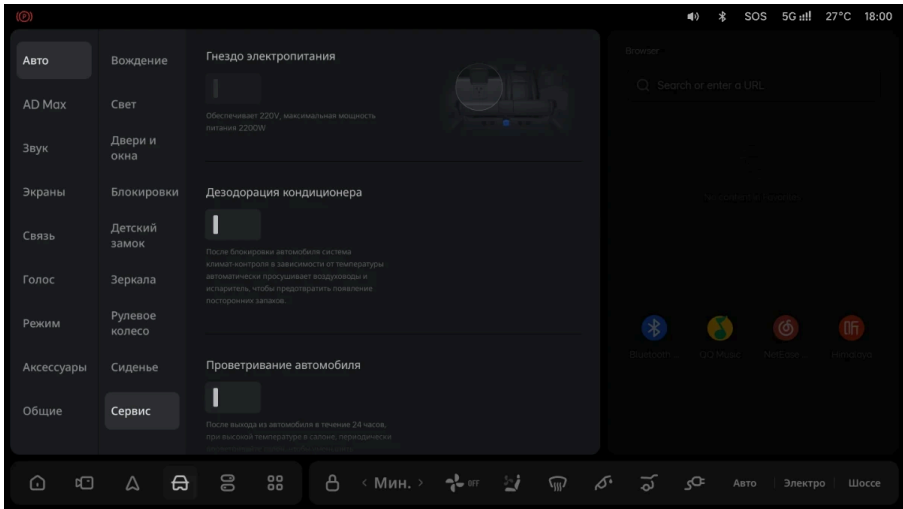 SOS 5G 27°C 18:00
Авто
AD Max
Звук
Экраны
Связь
Голос
Режим
Аксессуары
Общие
Вождение
Свет
Двери и
окна
Блокировки
Детский
замок
Зеркала
Рулевое
колесо
Сиденье
Сервис
Гнездо электропитания
Обеспечивает 220V, максимальная мощность
питания 2200W
Дезодорация кондиционера
После блокировки автомобиля система
климат-контроля в зависимости от температуры
автоматически просушивает воздуховоды и
испаритель, чтобы предотвратить появление
посторонних запахов.
Проветривание автомобиля
После выхода из автомобиля в течение 24 часов,
при высокой температуре в салоне, периодически
Browser
Search or enter a URL
Bluetooth...
QQ Music
NetEase...
Himalaya
< Мин. >
OFF
Авто
Электро
Шоссе